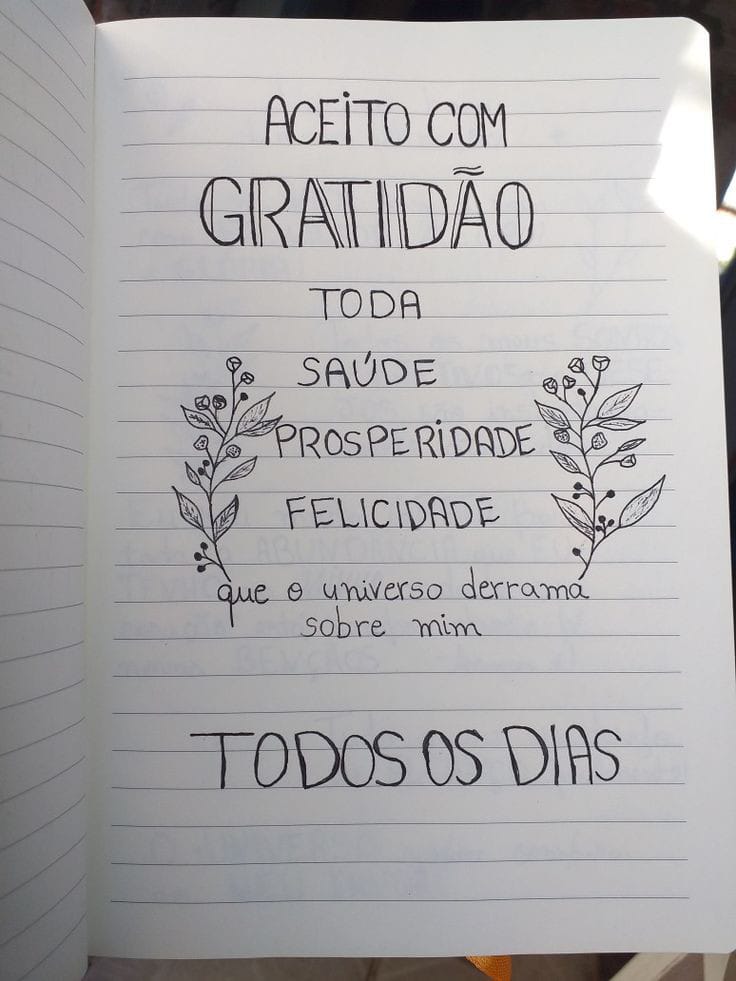 ACEITO COM
GRATIDÃO
TODA
SAÚDE
PROSPERIDADE
FELICIDADE
que o universo derrama
sobre mim
TODOS OS DIAS